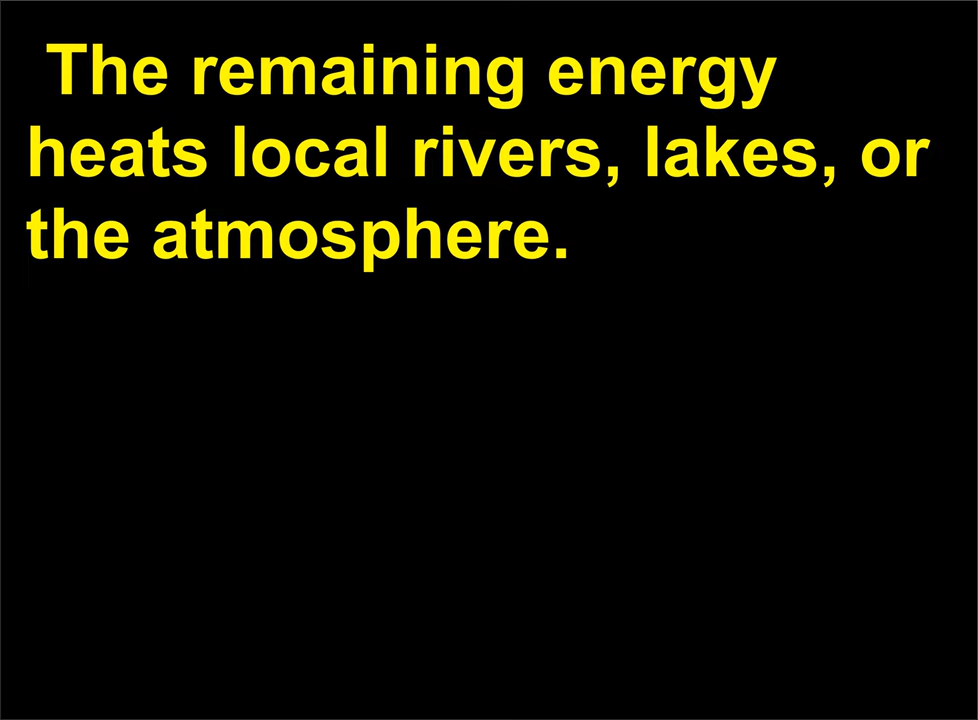 The remaining energy
heats local rivers, lakes, or
the atmosphere.